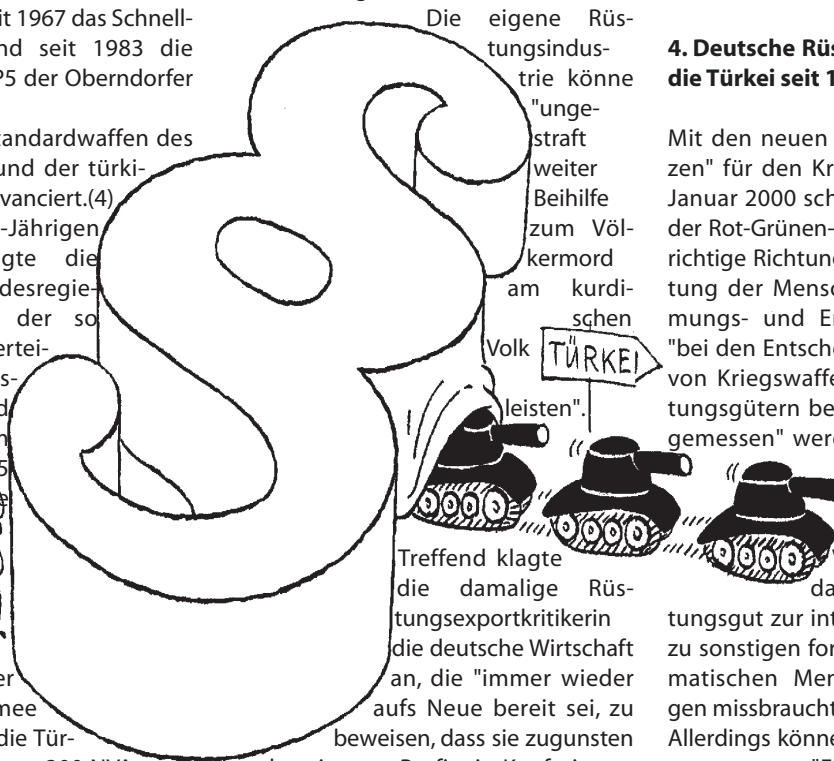 it 1967 das Schnell-
nd seit 1983 die
P5 der Oberndorfer
tandardwaffen des
und der türki-
vanciert.(4)
-Jährigen
gte die
desregie-
der so
ertei-
s-
d
5
er
mee
die Tür-
Die eigene Rüs-
tungsindus-
trie könne
"unge-
straft
weiter
Beihilfe
zum Völ-
kermord
am kurdi-
schen
Volk
leisten".
TÜRKEI
Treffend klagte
die damalige Rüs-
tungsexportkritikerin
die deutsche Wirtschaft
an, die "immer wieder
aufs Neue bereit sei, zu
beweisen, dass sie zugunsten
4. Deutsche Rüs
die Türkei seit 1
Mit den neuen
zen" für den Kr
Januar 2000 sch
der Rot-Grünen-
richtige Richtung
tung der Mensc
mungs- und En
"bei den Entsche
von Kriegswaffe
tungsgütern be
gemessen" werd
da
tungsgut zur int
zu sonstigen for
matischen Men
gen missbraucht
Allerdings könne